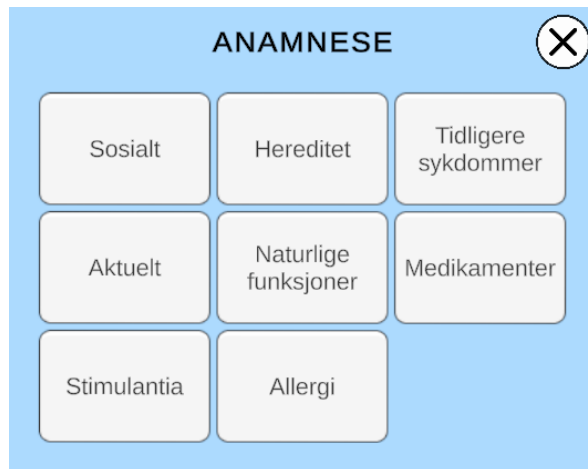 ANAMNESE
Sosialt
Hereditet
Tidligere
sykdommer
Aktuelt
Naturlige
funksjoner
Medikamenter
Stimulantia
Allergi